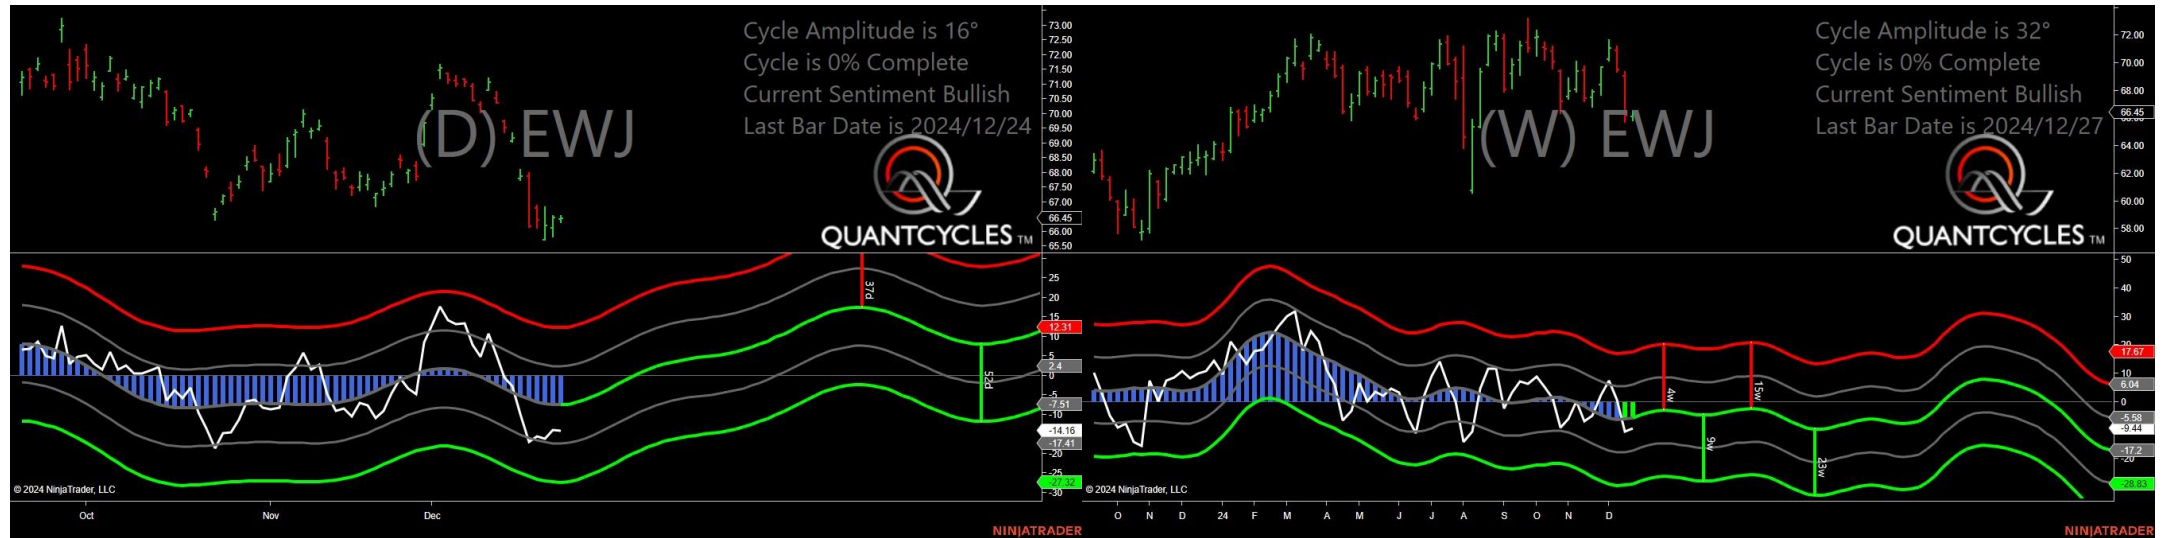 Cycle Amplitude is 16°
Cycle is 0% Complete
Current Sentiment Bullish
Last Bar Date is 2024/12/24
(D) EWJ
QUANTCYCLES TM
73.00
72.50
72.00
71.50
71.00
70.50
70.00
69.50
69.00
68.50
68.00
67.50
67.00
66.45
66.00
65.50
37d
52d
25
20
15
12.31
10
5
2.4
0
-5
-7.51
-10
-14.16
-17.41
-20
-25
-27.32
-30
© 2024 NinjaTrader, LLC
Oct
Nov
Dec
NINJATRADER
Cycle Amplitude is 32°
Cycle is 0% Complete
Current Sentiment Bullish
Last Bar Date is 2024/12/27
(W) EWJ
QUANTCYCLES TM
72.00
70.00
68.00
66.45
64.00
62.00
60.00
58.00
4w
9w
15w
23w
50
40
30
20
17.67
10
6.04
0
-5.58
-9.44
-17.2
-20
-28.83
© 2024 NinjaTrader, LLC
O N D 24 F M A M J J A S O N D
NINJATRADER